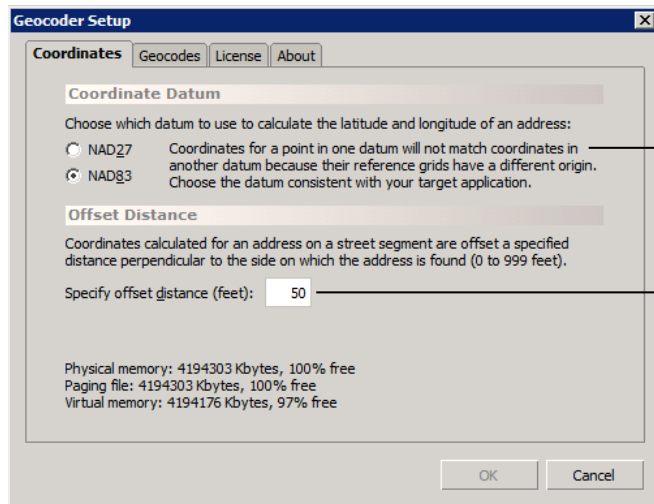 Geocoder Setup
Coordinates Geocodes License About
Coordinate Datum
Choose which datum to use to calculate the latitude and longitude of an address:
NAD27
NAD83
Coordinates for a point in one datum will not match coordinates in
another datum because their reference grids have a different origin.
Choose the datum consistent with your target application.
Offset Distance
Coordinates calculated for an address on a street segment are offset a specified
distance perpendicular to the side on which the address is found (0 to 999 feet).
Specify offset distance (feet): 50
Physical memory: 4194303 Kbytes, 100% free
Paging file: 4194303 Kbytes, 100% free
Virtual memory: 4194176 Kbytes, 97% free
OK Cancel